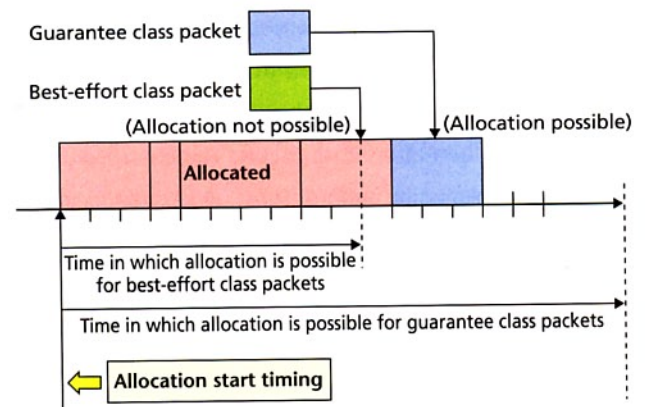 Guarantee class packet
Best-effort class packet
(Allocation not possible)
(Allocation possible)
Allocated
Time in which allocation is possible
for best-effort class packets
Time in which allocation is possible for guarantee class packets
Allocation start timing